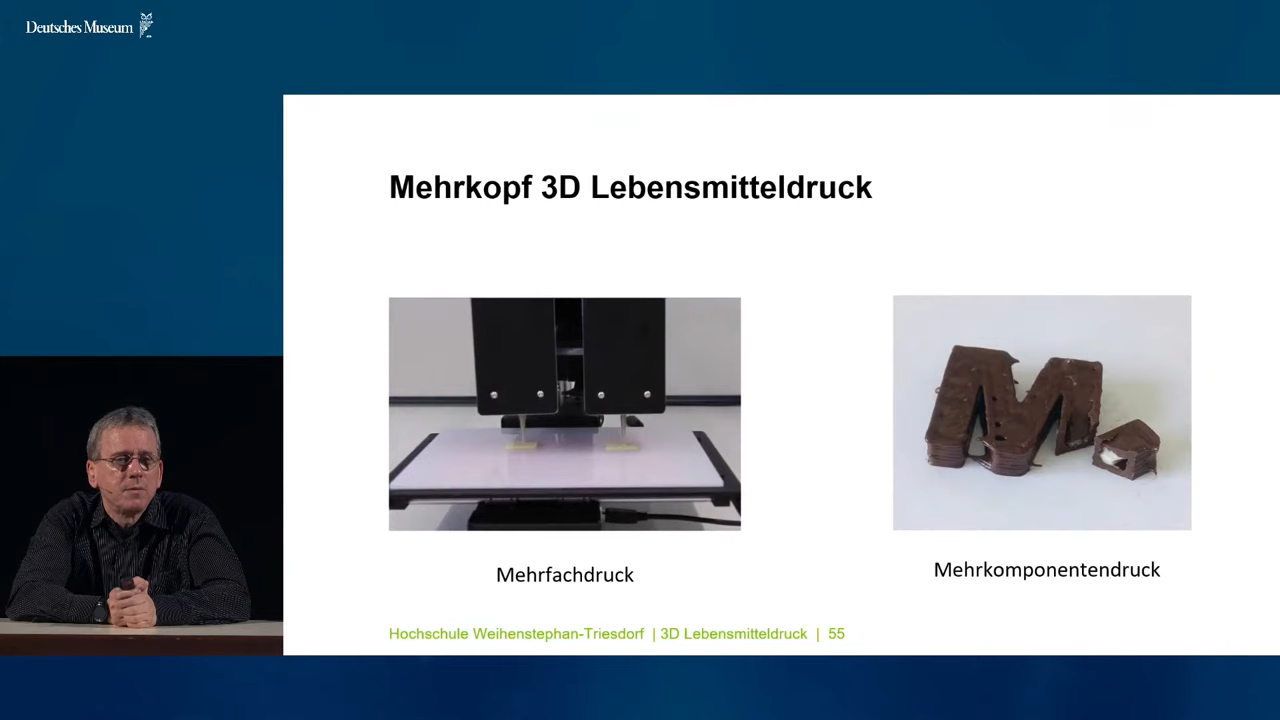 Deutsches Museum
Mehrkopf 3D Lebensmitteldruck
Mehrfachdruck
Mehrkomponentendruck
Hochschule Weihenstephan-Triesdorf | 3D Lebensmitteldruck | 55